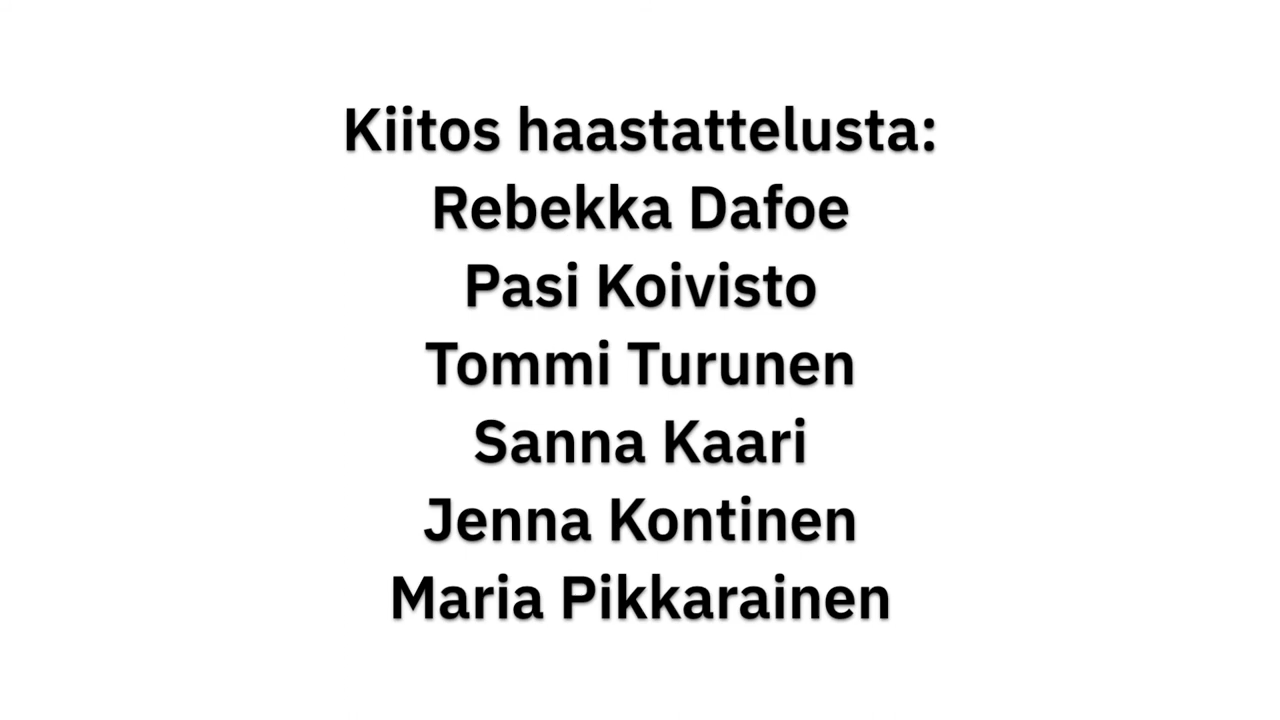 Kiitos haastattelusta:
Rebekka Dafoe
Pasi Koivisto
Tommi Turunen
Sanna Kaari
Jenna Kontinen
Maria Pikkarainen